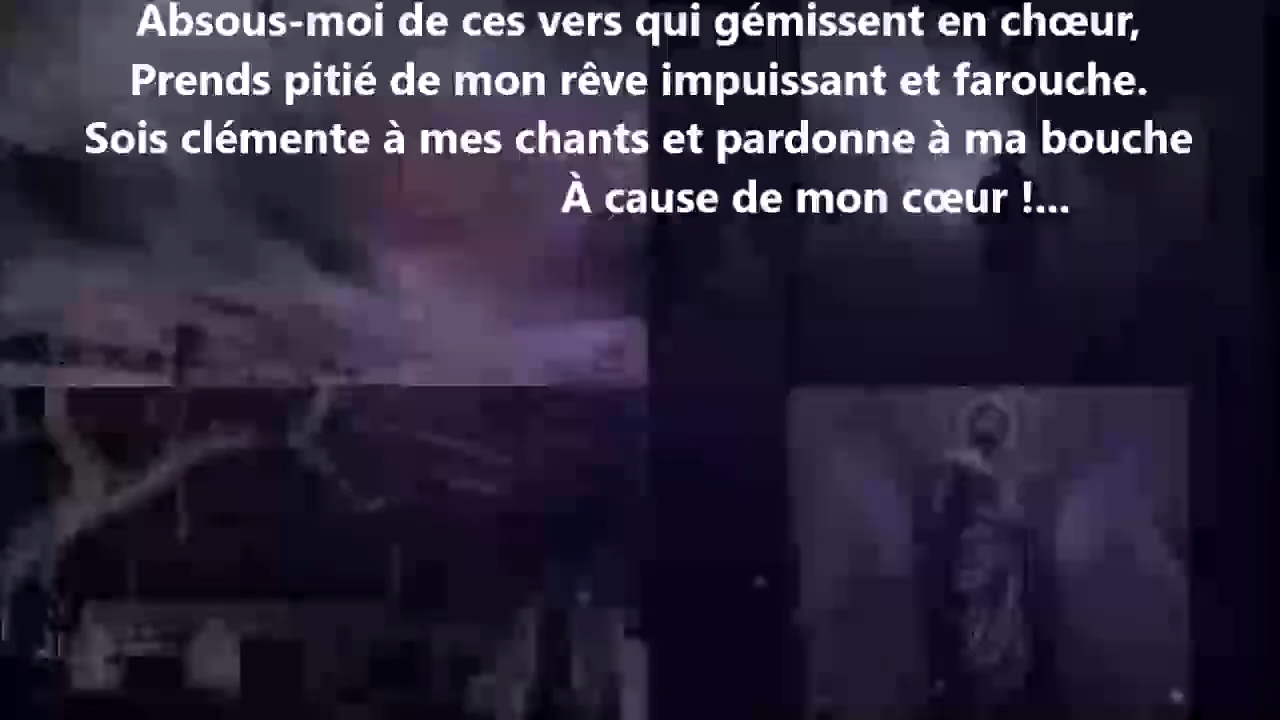 Absous-moi de ces vers qui gémissent en chœur,
Prends pitié de mon rêve impuissant et farouche.
Sois clémente à mes chants et pardonne à ma bouche
À cause de mon cœur !...